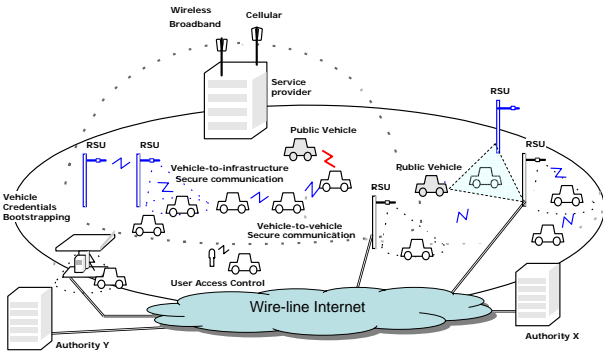 Wireless
Broadband
Cellular
Service
provider
RSU
Public Vehicle
RSU
RSU
RSU
Vehicle-to-infrastructure
Secure communication
Public Vehicle
RSU
Vehicle
Credentials
Bootstrapping
Vehicle-to-vehicle
Secure communication
User Access Control
Wire-line Internet
Authority Y
Authority X